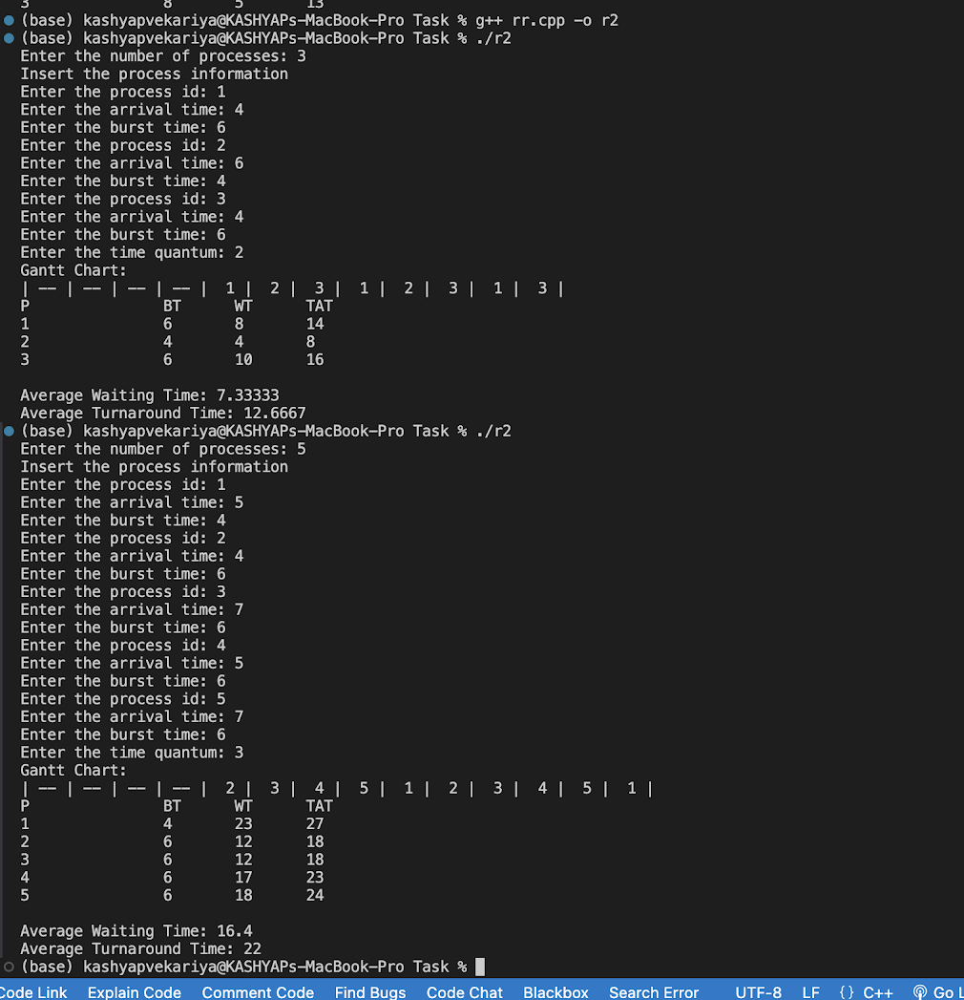 3 8 5 13
(base) kashyapvekariya@KASHYAPs-MacBook-Pro Task % g++ rr.cpp -o r2
(base) kashyapvekariya@KASHYAPs-MacBook-Pro Task % ./r2
Enter the number of processes: 3
Insert the process information
Enter the process id: 1
Enter the arrival time: 4
Enter the burst time: 6
Enter the process id: 2
Enter the arrival time: 6
Enter the burst time: 4
Enter the process id: 3
Enter the arrival time: 4
Enter the burst time: 6
Enter the time quantum: 2
Gantt Chart:
| -- | -- | -- | -- | 1 | 2 | 3 | 1 | 2 | 3 | 1 | 3 |
P BT WT TAT
1 6 8 14
2 4 4 8
3 6 10 16
Average Waiting Time: 7.33333
Average Turnaround Time: 12.6667
(base) kashyapvekariya@KASHYAPs-MacBook-Pro Task % ./r2
Enter the number of processes: 5
Insert the process information
Enter the process id: 1
Enter the arrival time: 5
Enter the burst time: 4
Enter the process id: 2
Enter the arrival time: 4
Enter the burst time: 6
Enter the process id: 3
Enter the arrival time: 7
Enter the burst time: 6
Enter the process id: 4
Enter the arrival time: 5
Enter the burst time: 6
Enter the process id: 5
Enter the arrival time: 7
Enter the burst time: 6
Enter the time quantum: 3
Gantt Chart:
| -- | -- | -- | -- | 2 | 3 | 4 | 5 | 1 | 2 | 3 | 4 | 5 | 1 |
P BT WT TAT
1 4 23 27
2 6 12 18
3 6 12 18
4 6 17 23
5 6 18 24
Average Waiting Time: 16.4
Average Turnaround Time: 22
(base) kashyapvekariya@KASHYAPs-MacBook-Pro Task %
Code Link Explain Code Comment Code Find Bugs Code Chat Blackbox Search Error UTF-8 LF {} C++ Go L